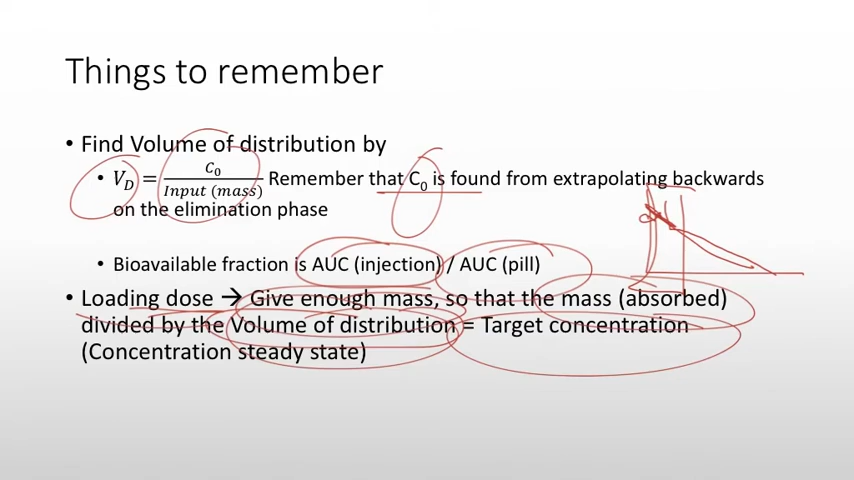 Things to remember
• Find Volume of distribution by
• V_D = C_0 / Input (mass) Remember that C_0 is found from extrapolating backwards
on the elimination phase
• Bioavailable fraction is AUC (injection) / AUC (pill)
• Loading dose → Give enough mass, so that the mass (absorbed)
divided by the Volume of distribution = Target concentration
(Concentration steady state)